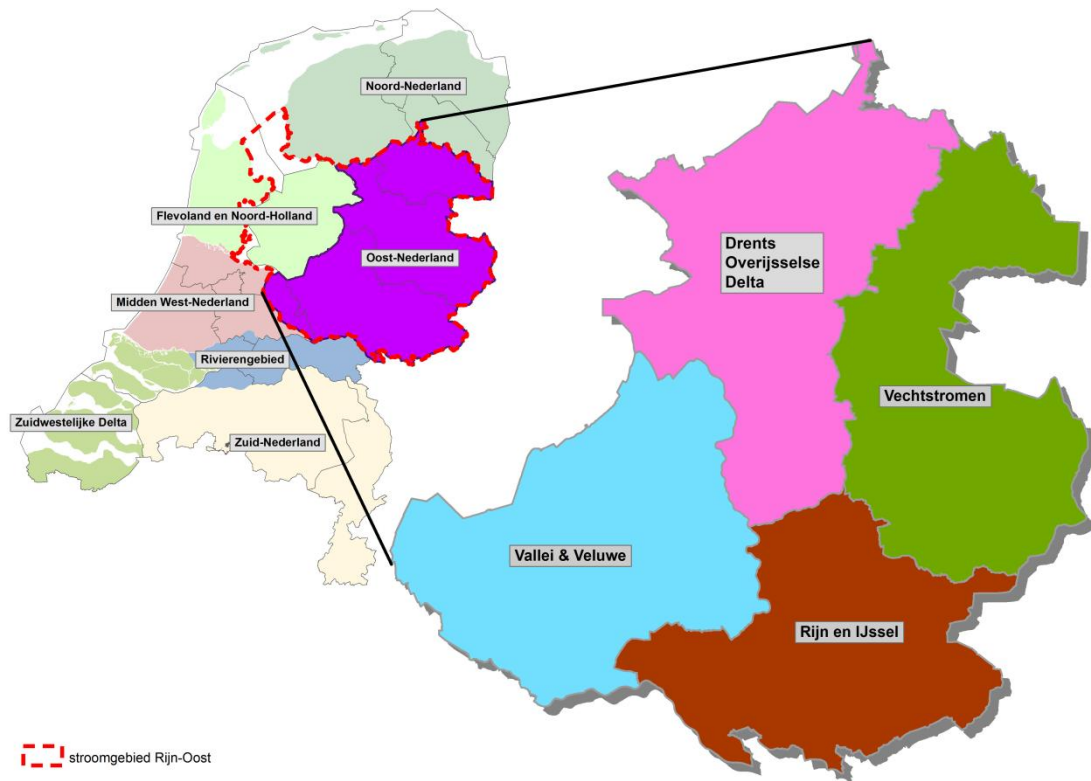 Noord-Nederland
Flevoland en Noord-Holland
Oost-Nederland
Midden West-Nederland
Rivierengebied
Zuidwestelijke Delta
Zuid-Nederland
Drents
Overijsselse
Delta
Vechtstromen
Vallei & Veluwe
Rijn en IJssel
stroomgebied Rijn-Oost